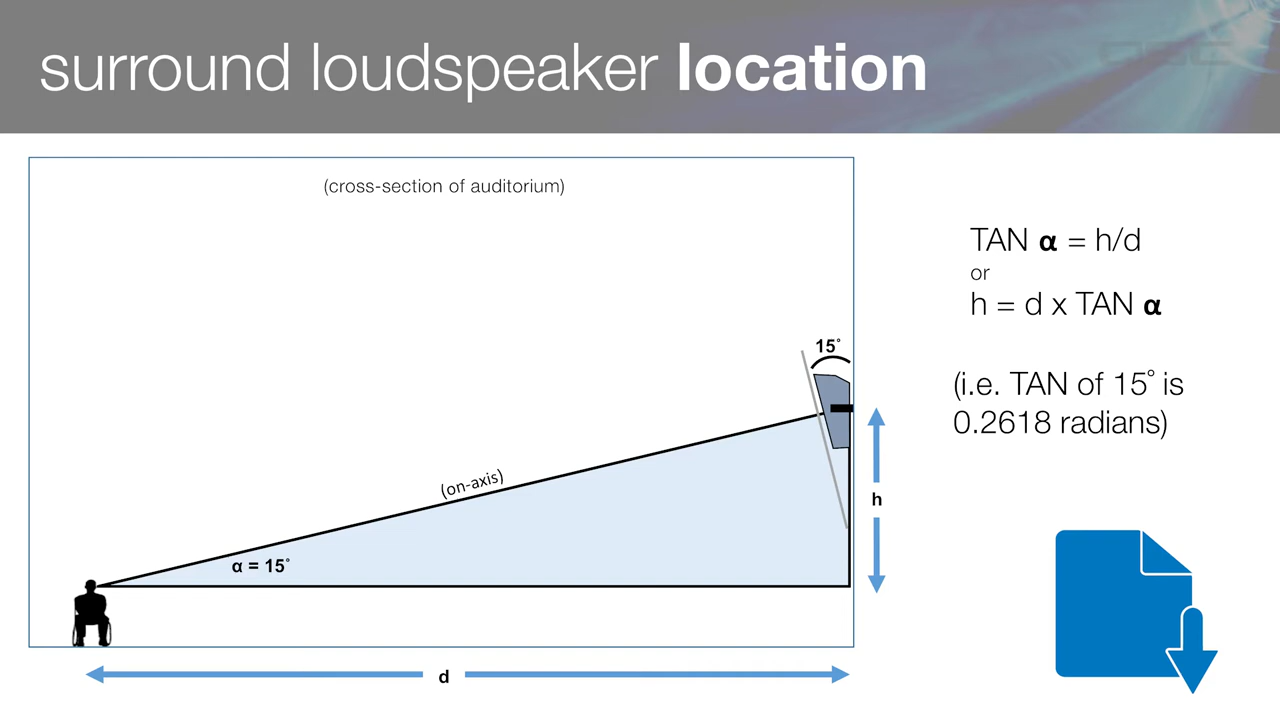 surround loudspeaker location
QSC
(cross-section of auditorium)
TAN α = h/d
or
h = d x TAN α
15°
(i.e. TAN of 15° is
0.2618 radians)
(on-axis)
h
α = 15°
d